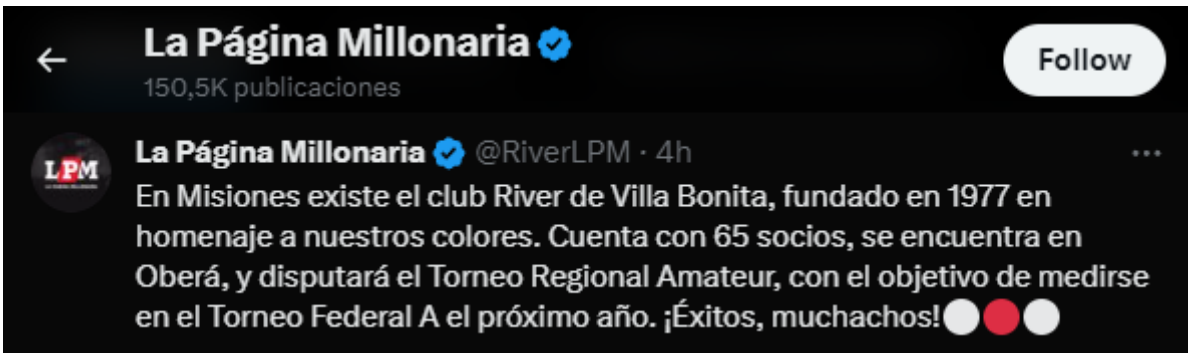 La Página Millonaria
150,5K publicaciones
Follow
La Página Millonaria @RiverLPM · 4h
LPM
En Misiones existe el club River de Villa Bonita, fundado en 1977 en
homenaje a nuestros colores. Cuenta con 65 socios, se encuentra en
Oberá, y disputará el Torneo Regional Amateur, con el objetivo de medirse
en el Torneo Federal A el próximo año. ¡Éxitos, muchachos!⚪🔴⚪